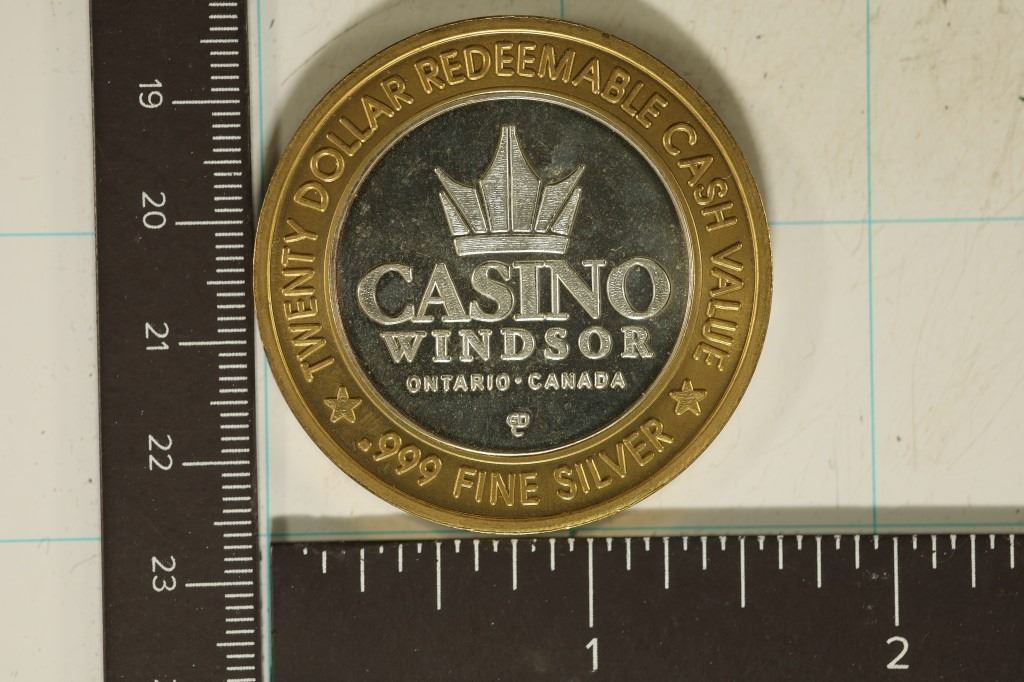 TWENTY DOLLAR REDEEMABLE CASH VALUE
CASINO
WINDSOR
ONTARIO · CANADA
GDC
.999 FINE SILVER
19
20
21
22
23
1
2